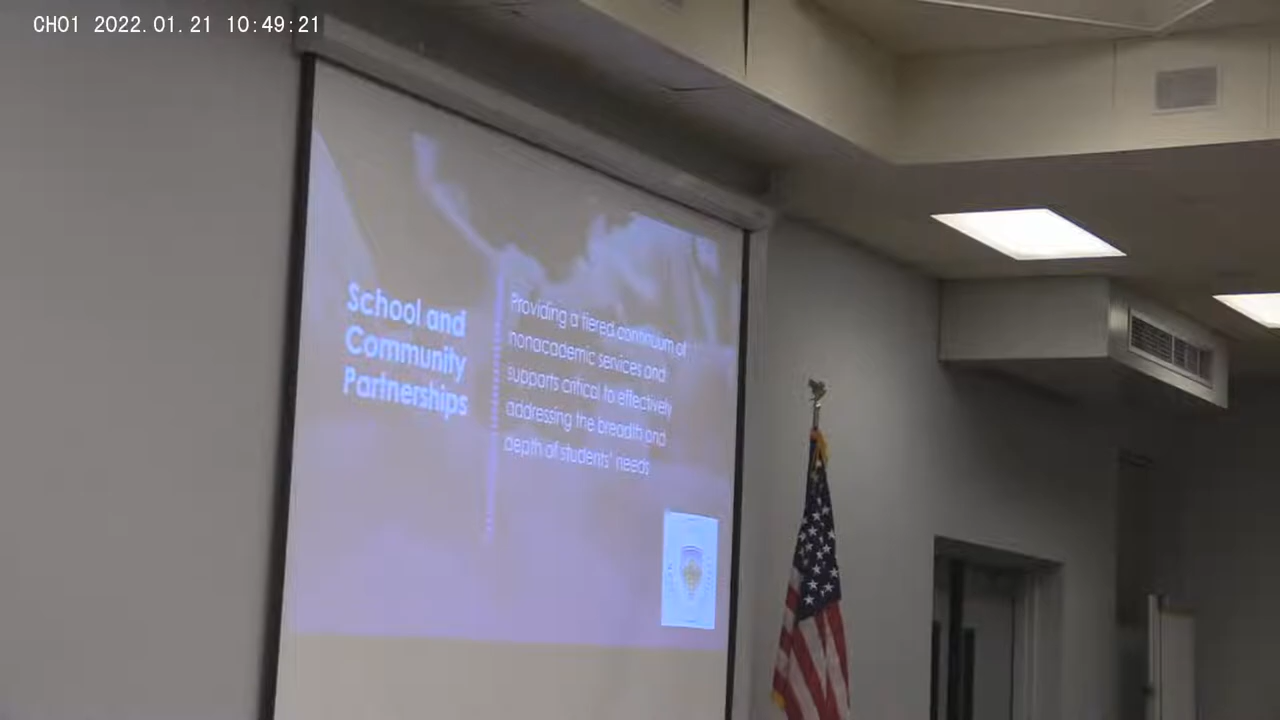 CH01 2022.01.21 10:49:21
School and
Community
Partnerships
Providing a tiered continuum of
nonacademic services and
supports critical to effectively
addressing the breadth and
depth of students' needs